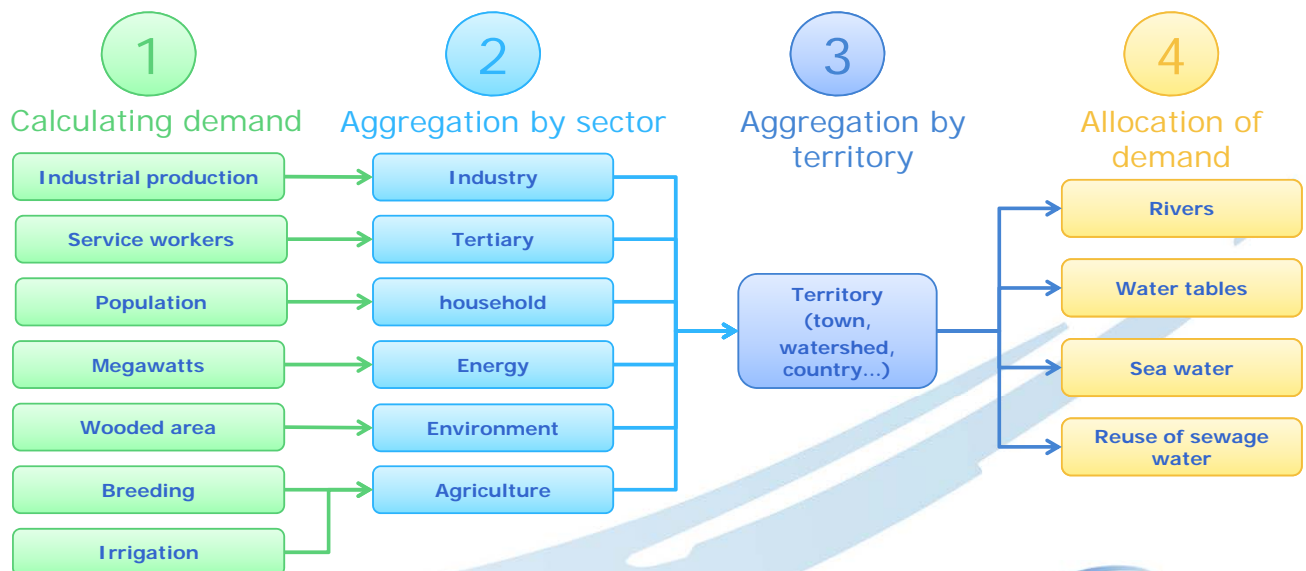 1
Calculating demand
Industrial production
Service workers
Population
Megawatts
Wooded area
Breeding
Irrigation
2
Aggregation by sector
Industry
Tertiary
household
Energy
Environment
Agriculture
3
Aggregation by
territory
Territory
(town,
watershed,
country...)
4
Allocation of
demand
Rivers
Water tables
Sea water
Reuse of sewage
water